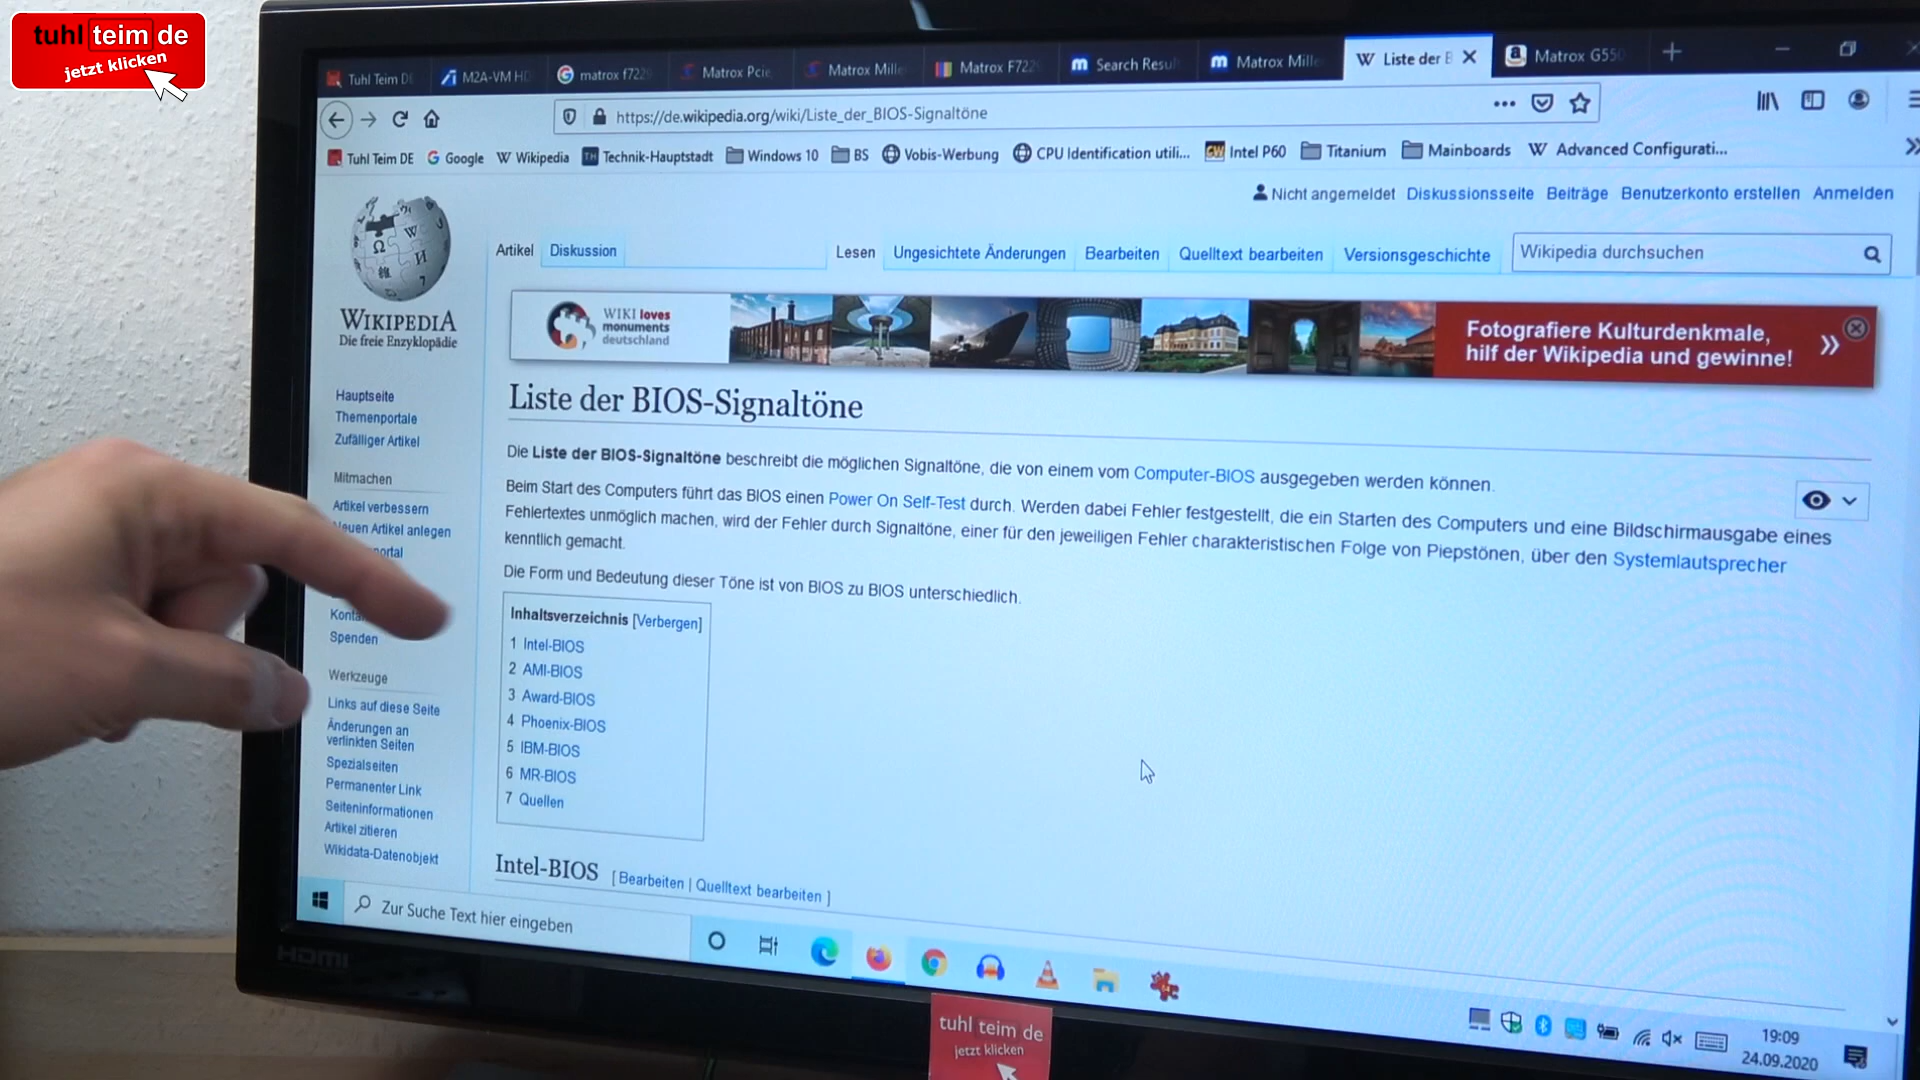 tuhl teim de
jetzt klicken
Tuhl Teim DE
M2A-VM HD
matrox f722
Matrox Pcie
Matrox Mille
Matrox F722
Search Resul
Matrox Mille
Liste der B
Matrox G550
https://de.wikipedia.org/wiki/Liste_der_BIOS-Signaltöne
Tuhl Teim DE Google Wikipedia Technik-Hauptstadt Windows 10 BS Vobis-Werbung CPU Identification utili... Intel P60 Titanium Mainboards Advanced Configurati...
Nicht angemeldet Diskussionsseite Beiträge Benutzerkonto erstellen Anmelden
Artikel Diskussion Lesen Ungesichtete Änderungen Bearbeiten Quelltext bearbeiten Versionsgeschichte Wikipedia durchsuchen
WIKIPEDIA
Die freie Enzyklopädie
WIKI loves
monuments
deutschland
Fotografiere Kulturdenkmale,
hilf der Wikipedia und gewinne!
Hauptseite
Themenportale
Zufälliger Artikel
Mitmachen
Artikel verbessern
Neuen Artikel anlegen
portal
Konta
Spenden
Werkzeuge
Links auf diese Seite
Änderungen an
verlinkten Seiten
Spezialseiten
Permanenter Link
Seiteninformationen
Artikel zitieren
Wikidata-Datenobjekt
Liste der BIOS-Signaltöne
Die Liste der BIOS-Signaltöne beschreibt die möglichen Signaltöne, die von einem vom Computer-BIOS ausgegeben werden können.
Beim Start des Computers führt das BIOS einen Power On Self-Test durch. Werden dabei Fehler festgestellt, die ein Starten des Computers und eine Bildschirmausgabe eines
Fehlertextes unmöglich machen, wird der Fehler durch Signaltöne, einer für den jeweiligen Fehler charakteristischen Folge von Piepstönen, über den Systemlautsprecher
kenntlich gemacht.
Die Form und Bedeutung dieser Töne ist von BIOS zu BIOS unterschiedlich.
Inhaltsverzeichnis [Verbergen]
1 Intel-BIOS
2 AMI-BIOS
3 Award-BIOS
4 Phoenix-BIOS
5 IBM-BIOS
6 MR-BIOS
7 Quellen
Intel-BIOS [ Bearbeiten | Quelltext bearbeiten ]
Zur Suche Text hier eingeben
19:09
24.09.2020
HDMI
tuhl teim de
jetzt klicken